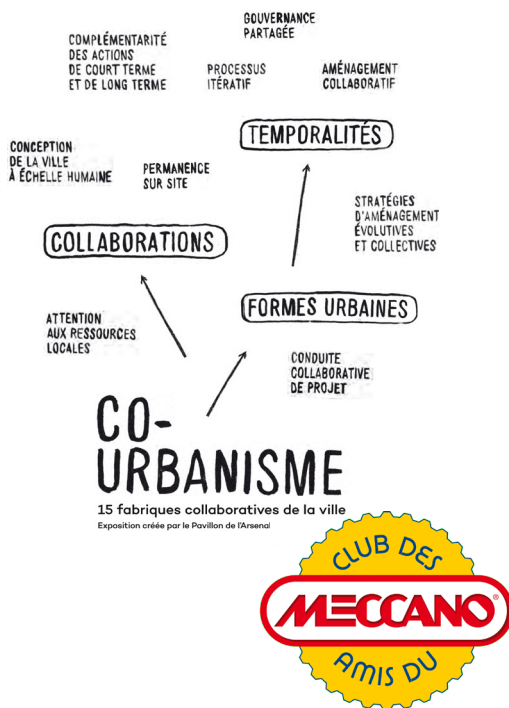 GOUVERNANCE
PARTAGÉE
COMPLÉMENTARITÉ
DES ACTIONS
DE COURT TERME
ET DE LONG TERME
PROCESSUS
ITÉRATIF
AMÉNAGEMENT
COLLABORATIF
TEMPORALITÉS
CONCEPTION
DE LA VILLE
À ÉCHELLE HUMAINE
PERMANENCE
SUR SITE
STRATÉGIES
D'AMÉNAGEMENT
ÉVOLUTIVES
ET COLLECTIVES
COLLABORATIONS
FORMES URBAINES
ATTENTION
AUX RESSOURCES
LOCALES
CONDUITE
COLLABORATIVE
DE PROJET
CO-
URBANISME
15 fabriques collaboratives de la ville
Exposition créée par le Pavillon de l'Arsenal
CLUB DES
MECCANO®
AMIS DU